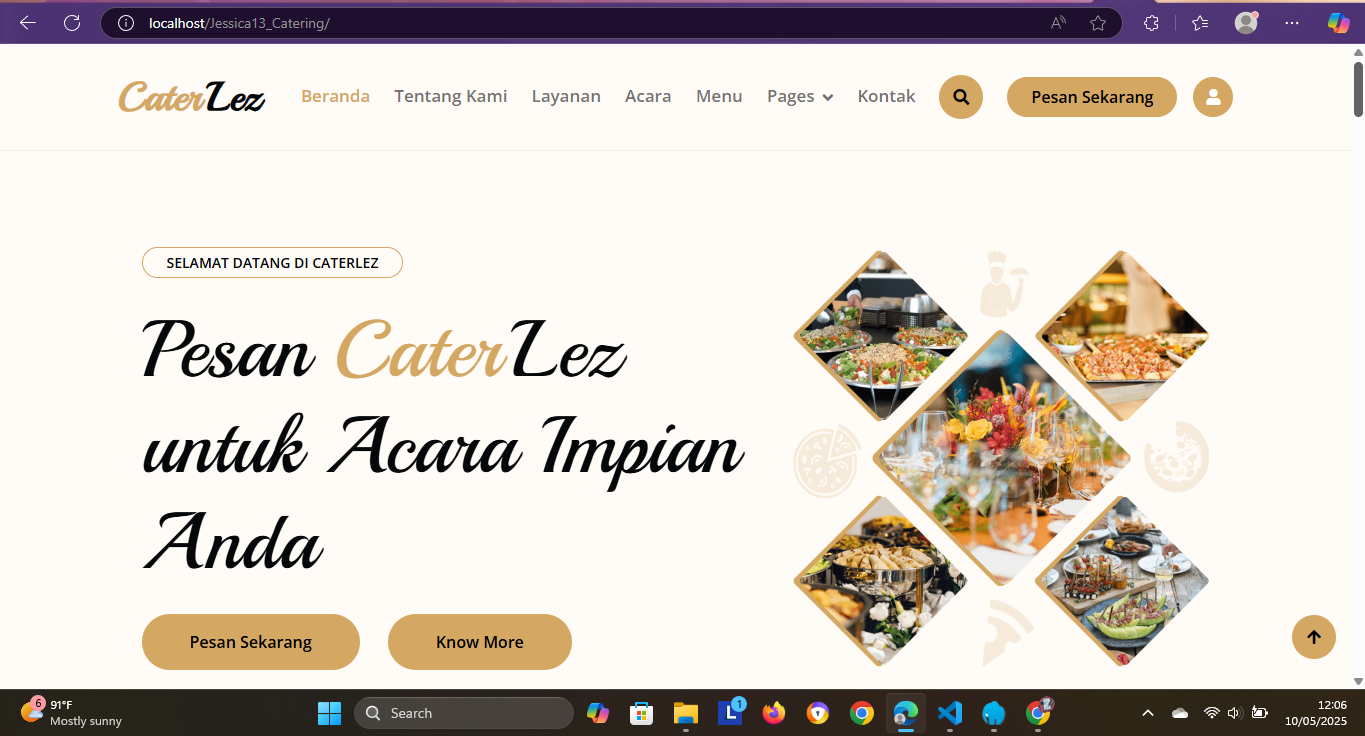 localhost/Jessica13_Catering/
CaterLez
Beranda
Tentang Kami
Layanan
Acara
Menu
Pages
Kontak
Pesan Sekarang
SELAMAT DATANG DI CATERLEZ
Pesan CaterLez
untuk Acara Impian
Anda
Pesan Sekarang
Know More
6
91°F
Mostly sunny
Search
L
1
12:06
10/05/2025